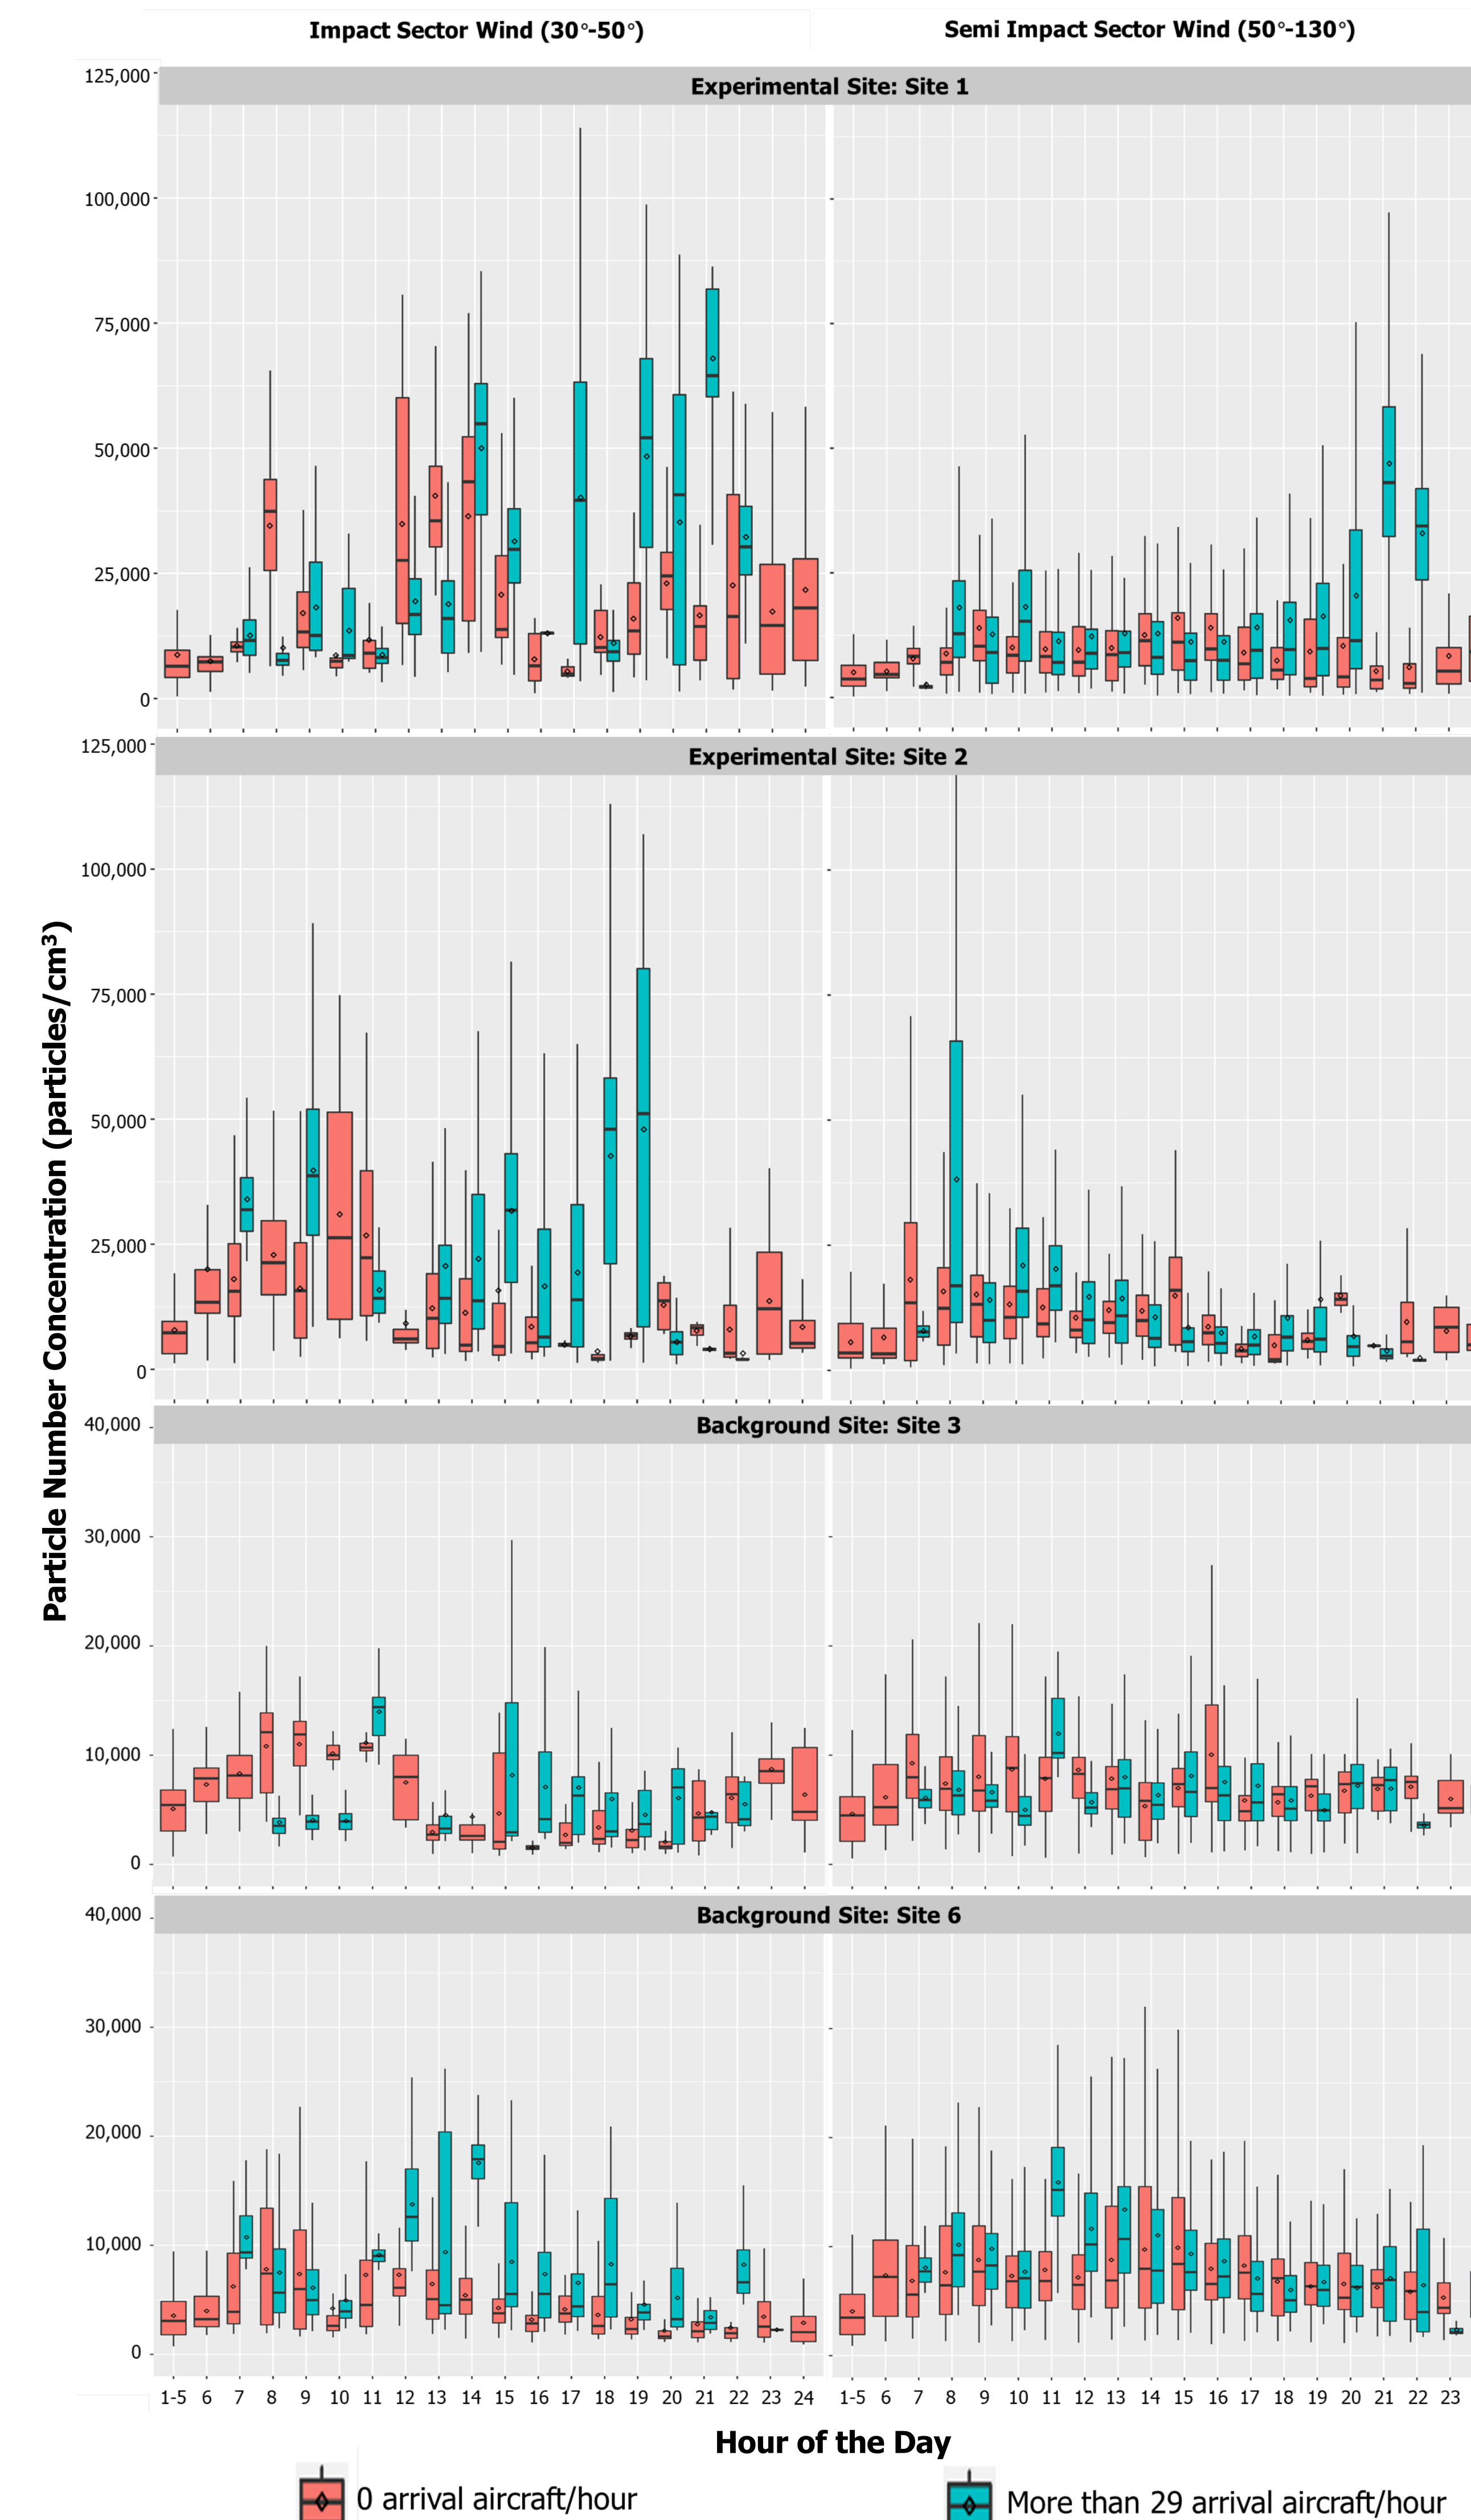 Impact Sector Wind (30°-50°)
Semi Impact Sector Wind (50°-130°)
Experimental Site: Site 1
125,000
100,000
75,000
50,000
25,000
0
Experimental Site: Site 2
125,000
100,000
75,000
50,000
25,000
0
Particle Number Concentration (particles/cm³)
Background Site: Site 3
40,000
30,000
20,000
10,000
0
Background Site: Site 6
40,000
30,000
20,000
10,000
0
1-5 6 7 8 9 10 11 12 13 14 15 16 17 18 19 20 21 22 23 24
1-5 6 7 8 9 10 11 12 13 14 15 16 17 18 19 20 21 22 23
Hour of the Day
0 arrival aircraft/hour
More than 29 arrival aircraft/hour